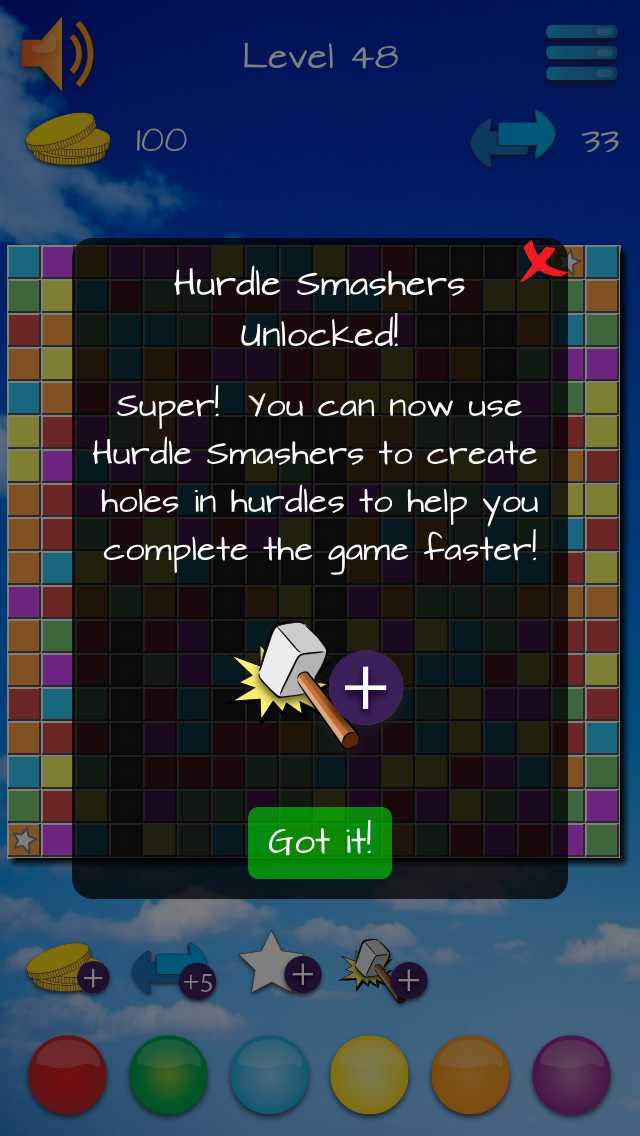 Level 48
100
33
Hurdle Smashers
Unlocked!
Super! You can now use
Hurdle Smashers to create
holes in hurdles to help you
complete the game faster!
+
Got it!
+
+5
+
+